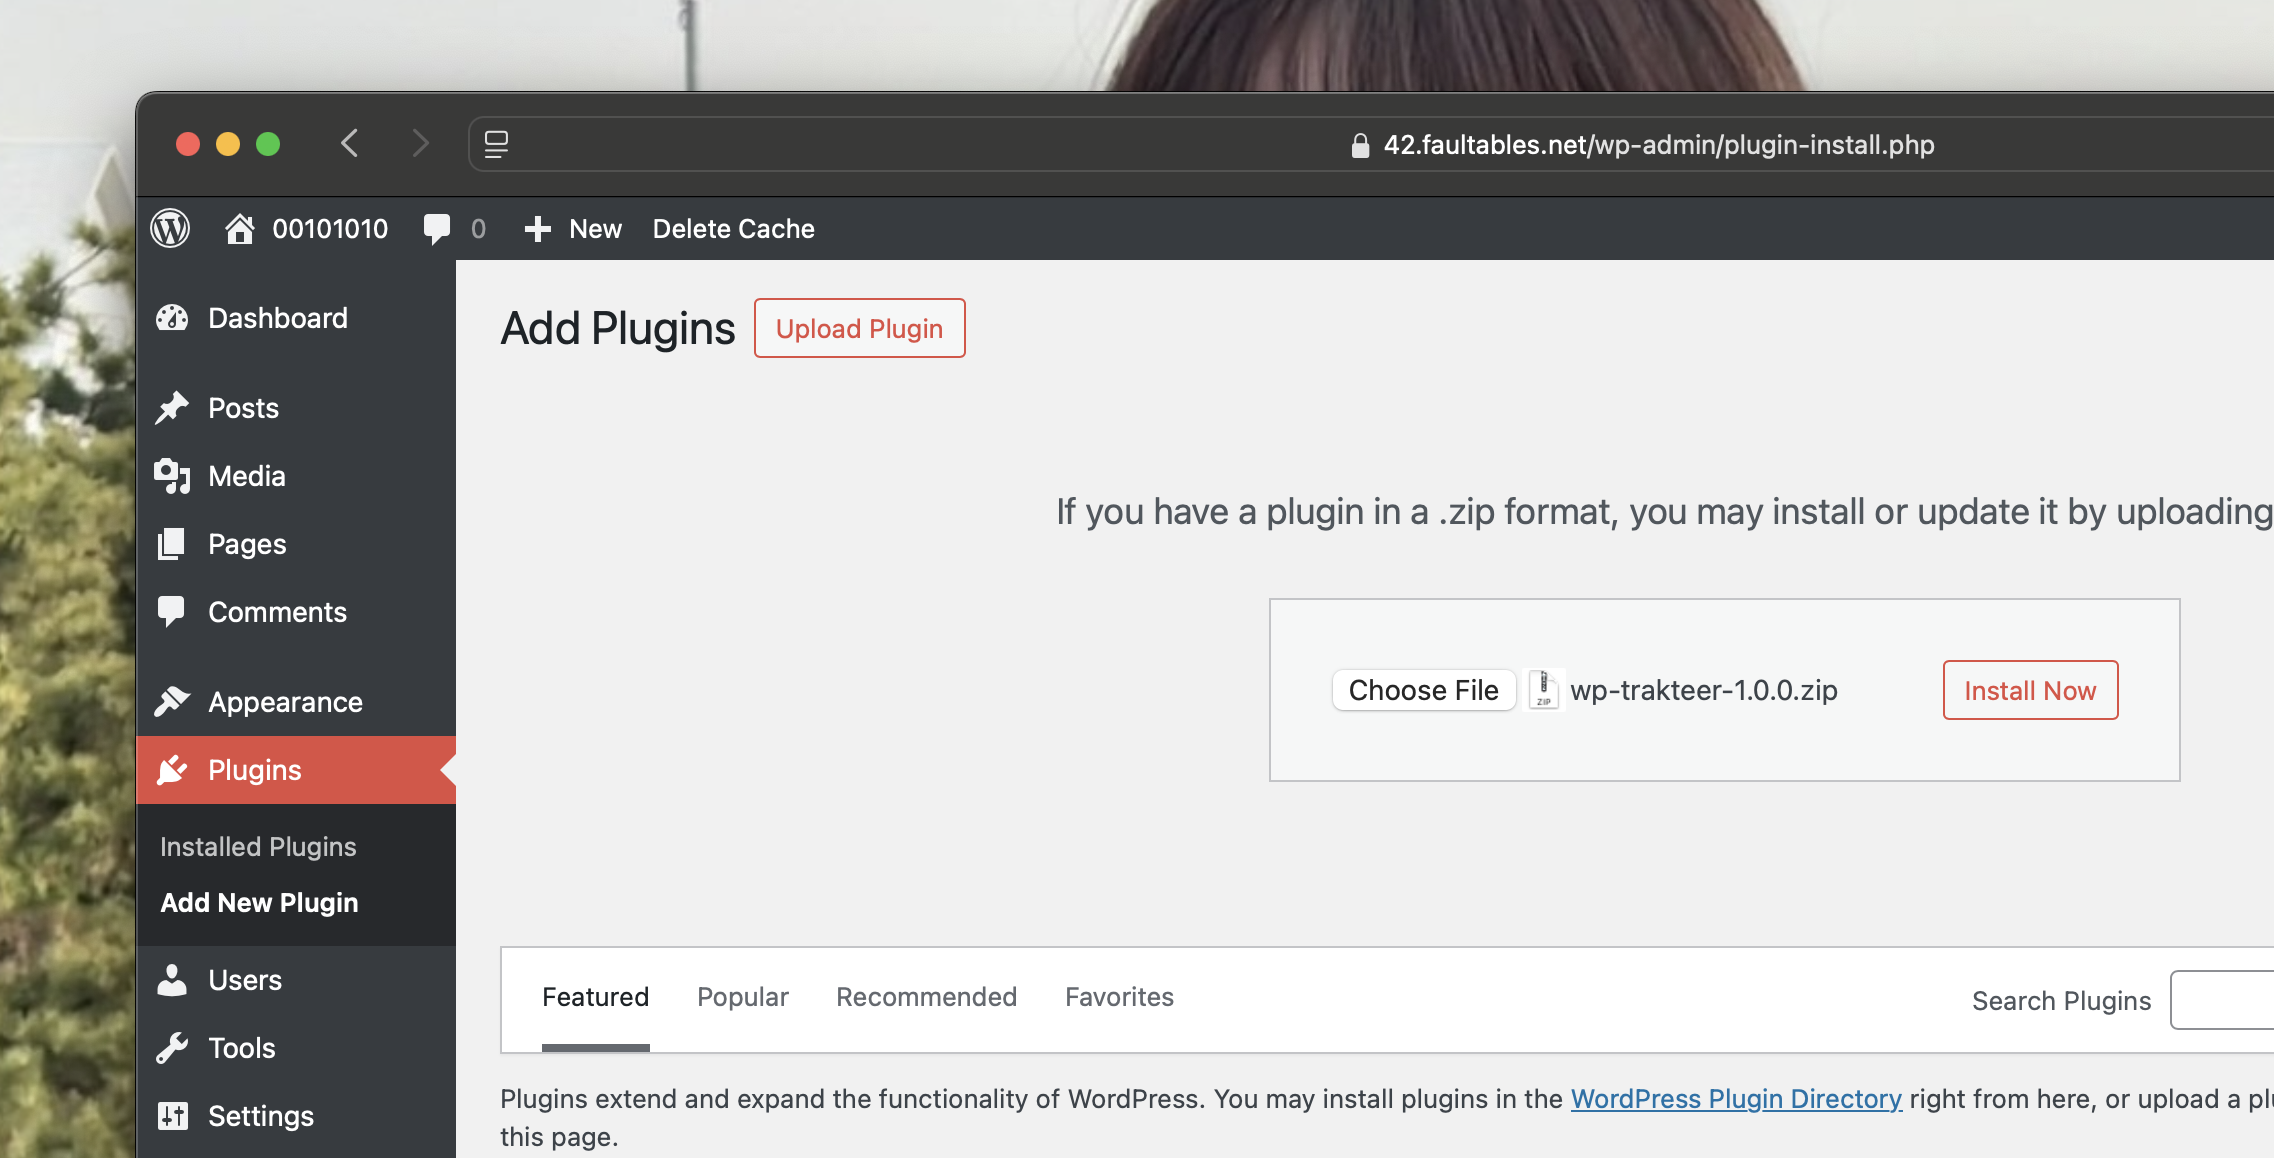 42.faultables.net/wp-admin/plugin-install.php
00101010
0
New
Delete Cache
Dashboard
Posts
Media
Pages
Comments
Appearance
Plugins
Installed Plugins
Add New Plugin
Users
Tools
Settings
Add Plugins
Upload Plugin
If you have a plugin in a .zip format, you may install or update it by uploading
Choose File
ZIP
wp-trakteer-1.0.0.zip
Install Now
Featured
Popular
Recommended
Favorites
Search Plugins
Plugins extend and expand the functionality of WordPress. You may install plugins in the WordPress Plugin Directory right from here, or upload a
this page.